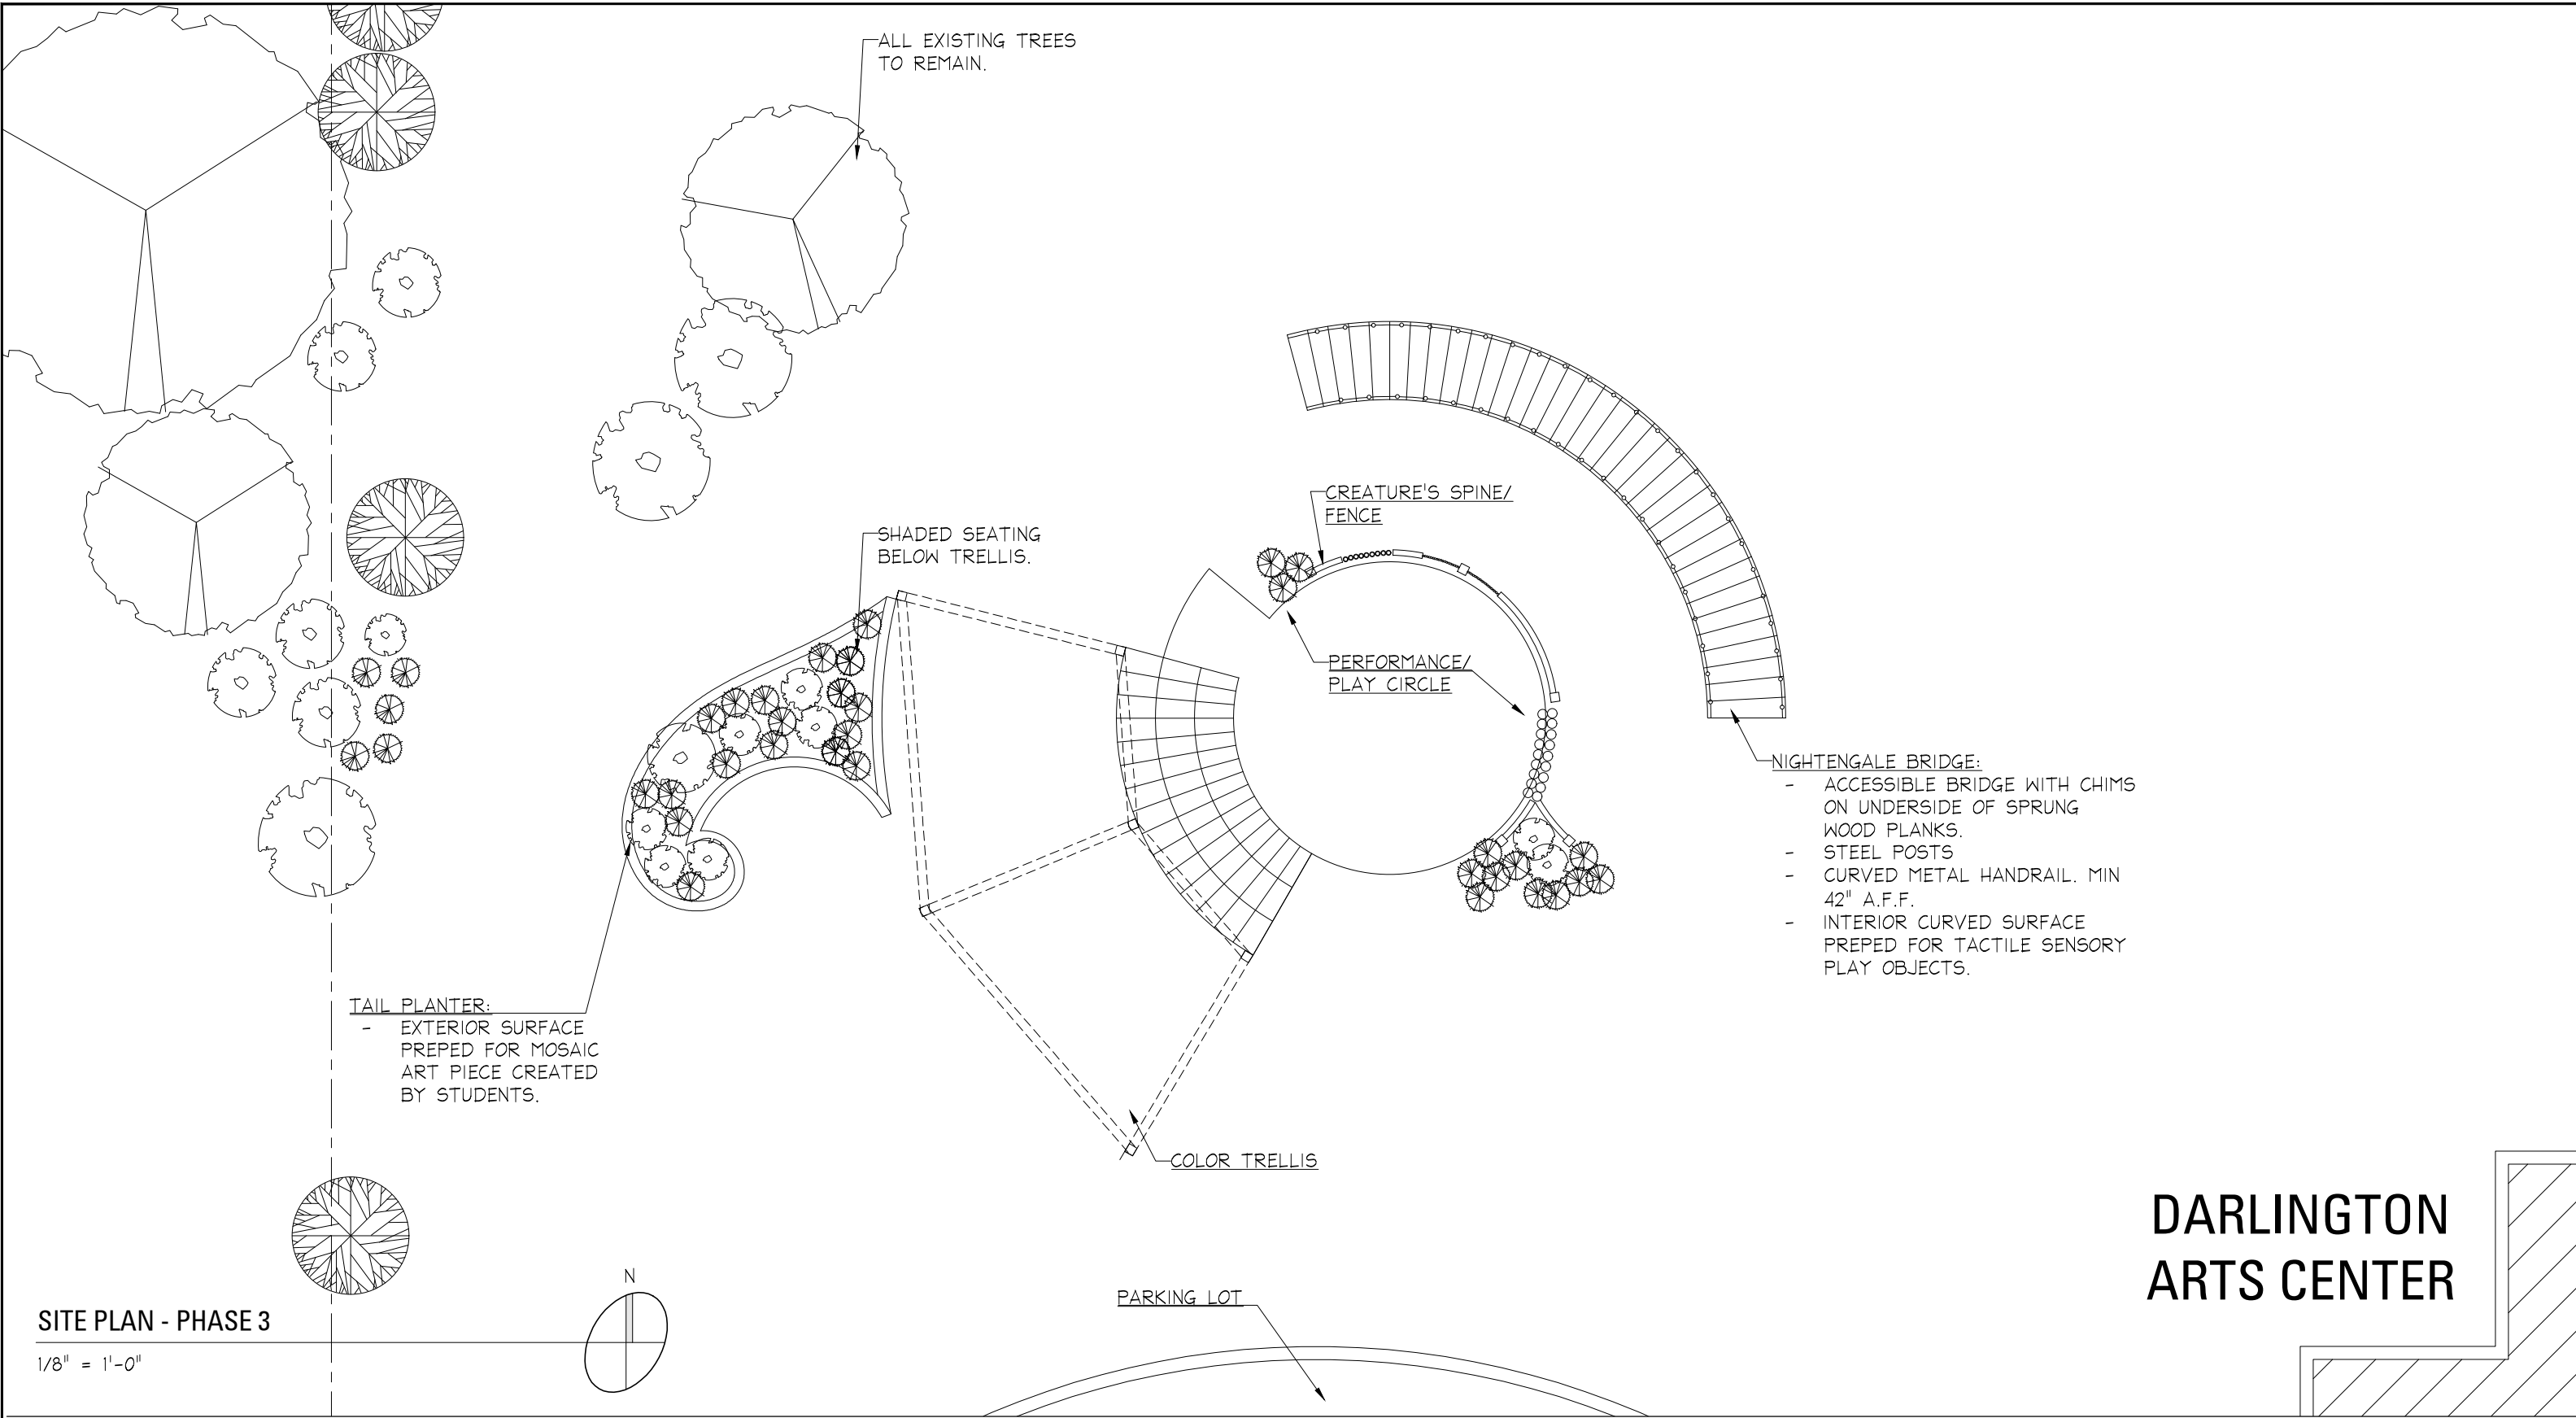 ALL EXISTING TREES
TO REMAIN.
CREATURE'S SPINE/
FENCE
SHADED SEATING
BELOW TRELLIS.
PERFORMANCE/
PLAY CIRCLE
NIGHTENGALE BRIDGE:
- ACCESSIBLE BRIDGE WITH CHIMS
ON UNDERSIDE OF SPRUNG
WOOD PLANKS.
- STEEL POSTS
- CURVED METAL HANDRAIL. MIN
42" A.F.F.
- INTERIOR CURVED SURFACE
PREPED FOR TACTILE SENSORY
PLAY OBJECTS.
TAIL PLANTER:
- EXTERIOR SURFACE
PREPED FOR MOSAIC
ART PIECE CREATED
BY STUDENTS.
COLOR TRELLIS
DARLINGTON
ARTS CENTER
PARKING LOT
N
SITE PLAN - PHASE 3
1/8" = 1'-0"